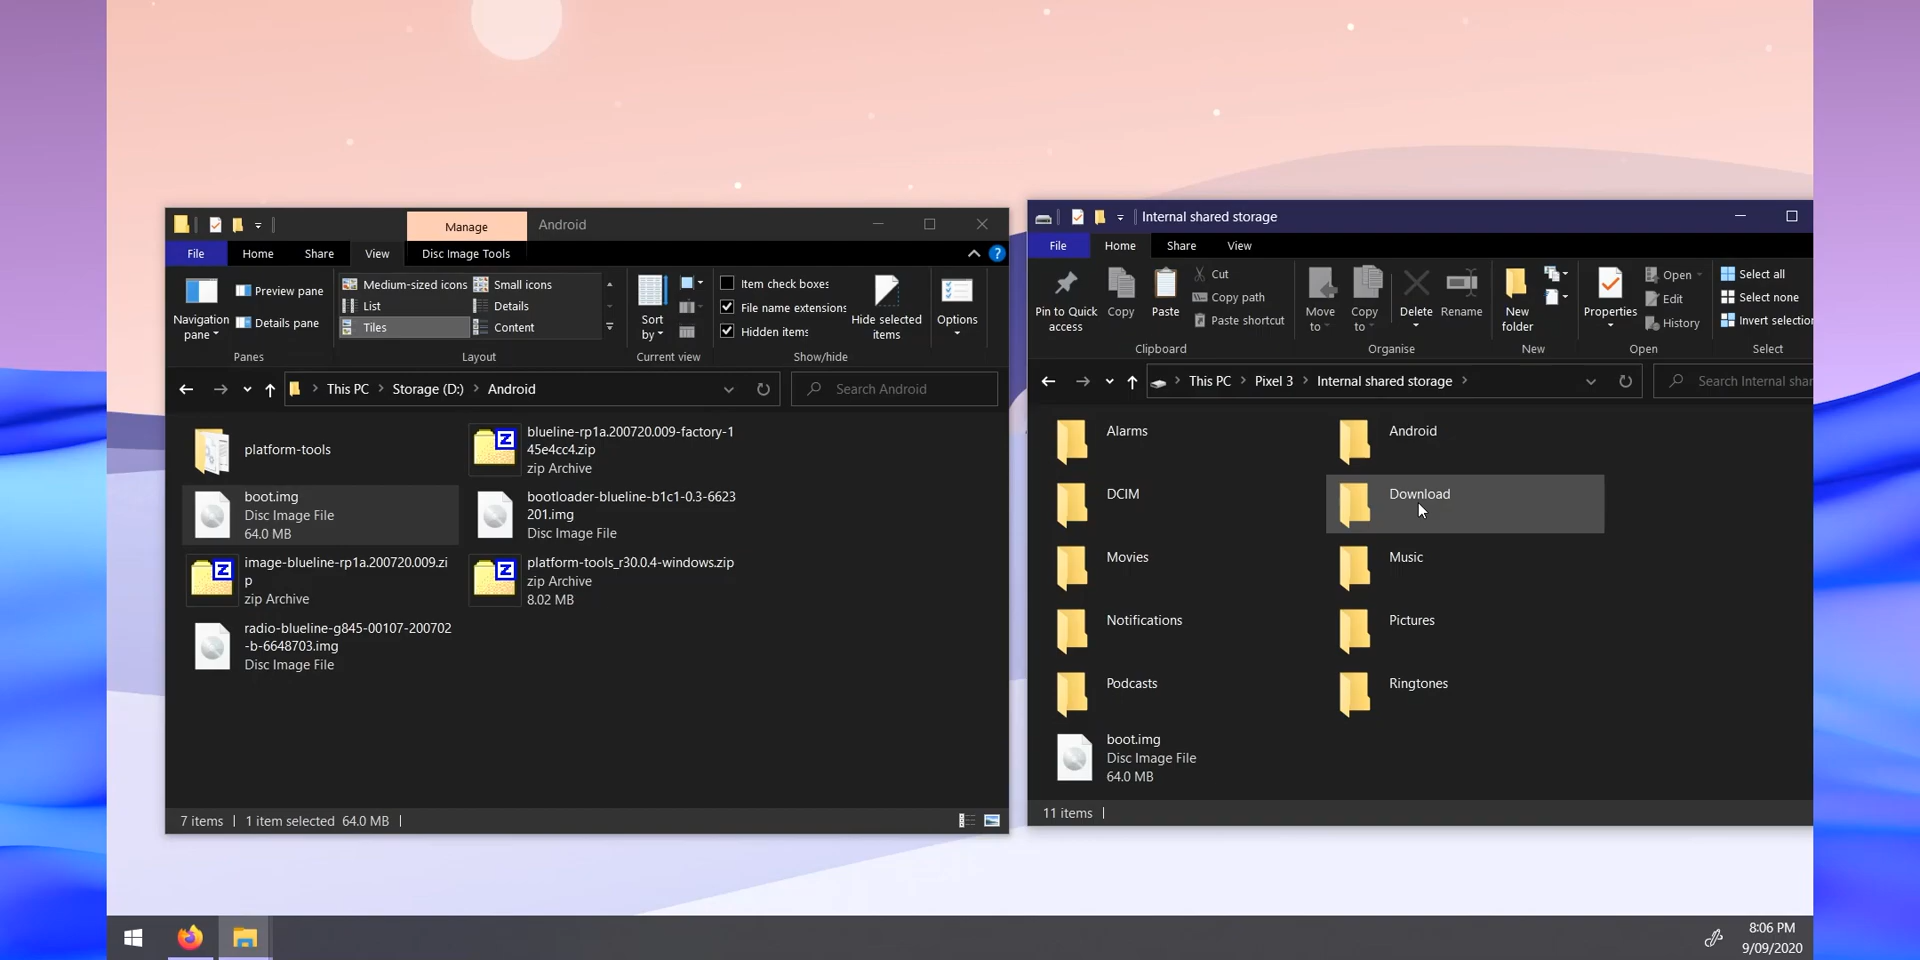 Manage
Android
File
Home
Share
View
Disc Image Tools
Navigation
pane
Preview pane
Details pane
Panes
Medium-sized icons
Small icons
List
Details
Tiles
Content
Layout
Sort
by
Current view
Item check boxes
File name extensions
Hidden items
Hide selected
items
Show/hide
Options
This PC
Storage (D:)
Android
Search Android
platform-tools
blueline-rp1a.200720.009-factory-1
45e4cc4.zip
zip Archive
boot.img
Disc Image File
64.0 MB
bootloader-blueline-b1c1-0.3-6623
201.img
Disc Image File
image-blueline-rp1a.200720.009.zi
p
zip Archive
platform-tools_r30.0.4-windows.zip
zip Archive
8.02 MB
radio-blueline-g845-00107-200702
-b-6648703.img
Disc Image File
7 items
1 item selected 64.0 MB
Internal shared storage
File
Home
Share
View
Pin to Quick
access
Copy
Paste
Cut
Copy path
Paste shortcut
Clipboard
Move
to
Copy
to
Delete
Rename
Organise
New
folder
New
Properties
Open
Edit
History
Open
Select all
Select none
Invert selection
Select
This PC
Pixel 3
Internal shared storage
Search Internal shar
Alarms
Android
DCIM
Download
Movies
Music
Notifications
Pictures
Podcasts
Ringtones
boot.img
Disc Image File
64.0 MB
11 items
8:06 PM
9/09/2020